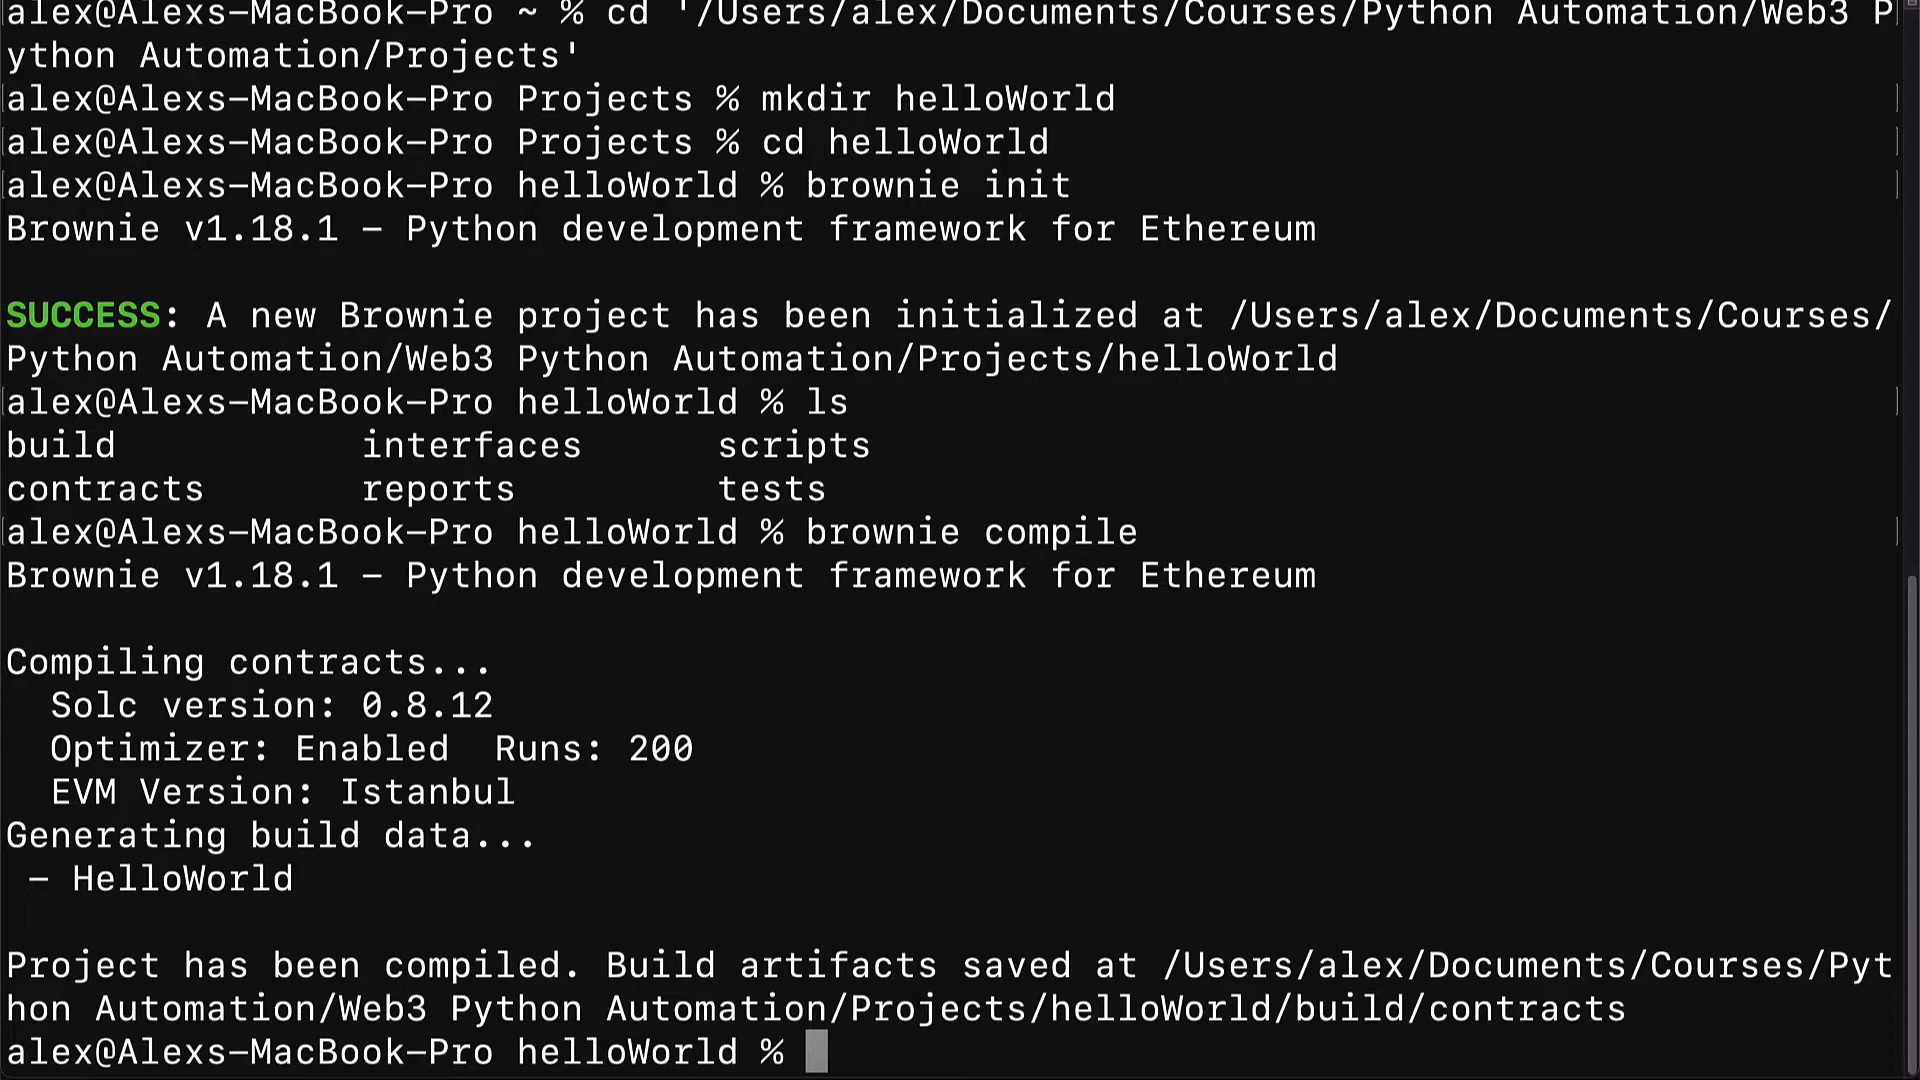 alex@Alexs-MacBook-Pro ~ % cd '/Users/alex/Documents/Courses/Python Automation/Web3 P
ython Automation/Projects'
alex@Alexs-MacBook-Pro Projects % mkdir helloWorld
alex@Alexs-MacBook-Pro Projects % cd helloWorld
alex@Alexs-MacBook-Pro helloWorld % brownie init
Brownie v1.18.1 - Python development framework for Ethereum
SUCCESS: A new Brownie project has been initialized at /Users/alex/Documents/Courses/
Python Automation/Web3 Python Automation/Projects/helloWorld
alex@Alexs-MacBook-Pro helloWorld % ls
build interfaces scripts
contracts reports tests
alex@Alexs-MacBook-Pro helloWorld % brownie compile
Brownie v1.18.1 - Python development framework for Ethereum
Compiling contracts...
Solc version: 0.8.12
Optimizer: Enabled Runs: 200
EVM Version: Istanbul
Generating build data...
- HelloWorld
Project has been compiled. Build artifacts saved at /Users/alex/Documents/Courses/Pyt
hon Automation/Web3 Python Automation/Projects/helloWorld/build/contracts
alex@Alexs-MacBook-Pro helloWorld %